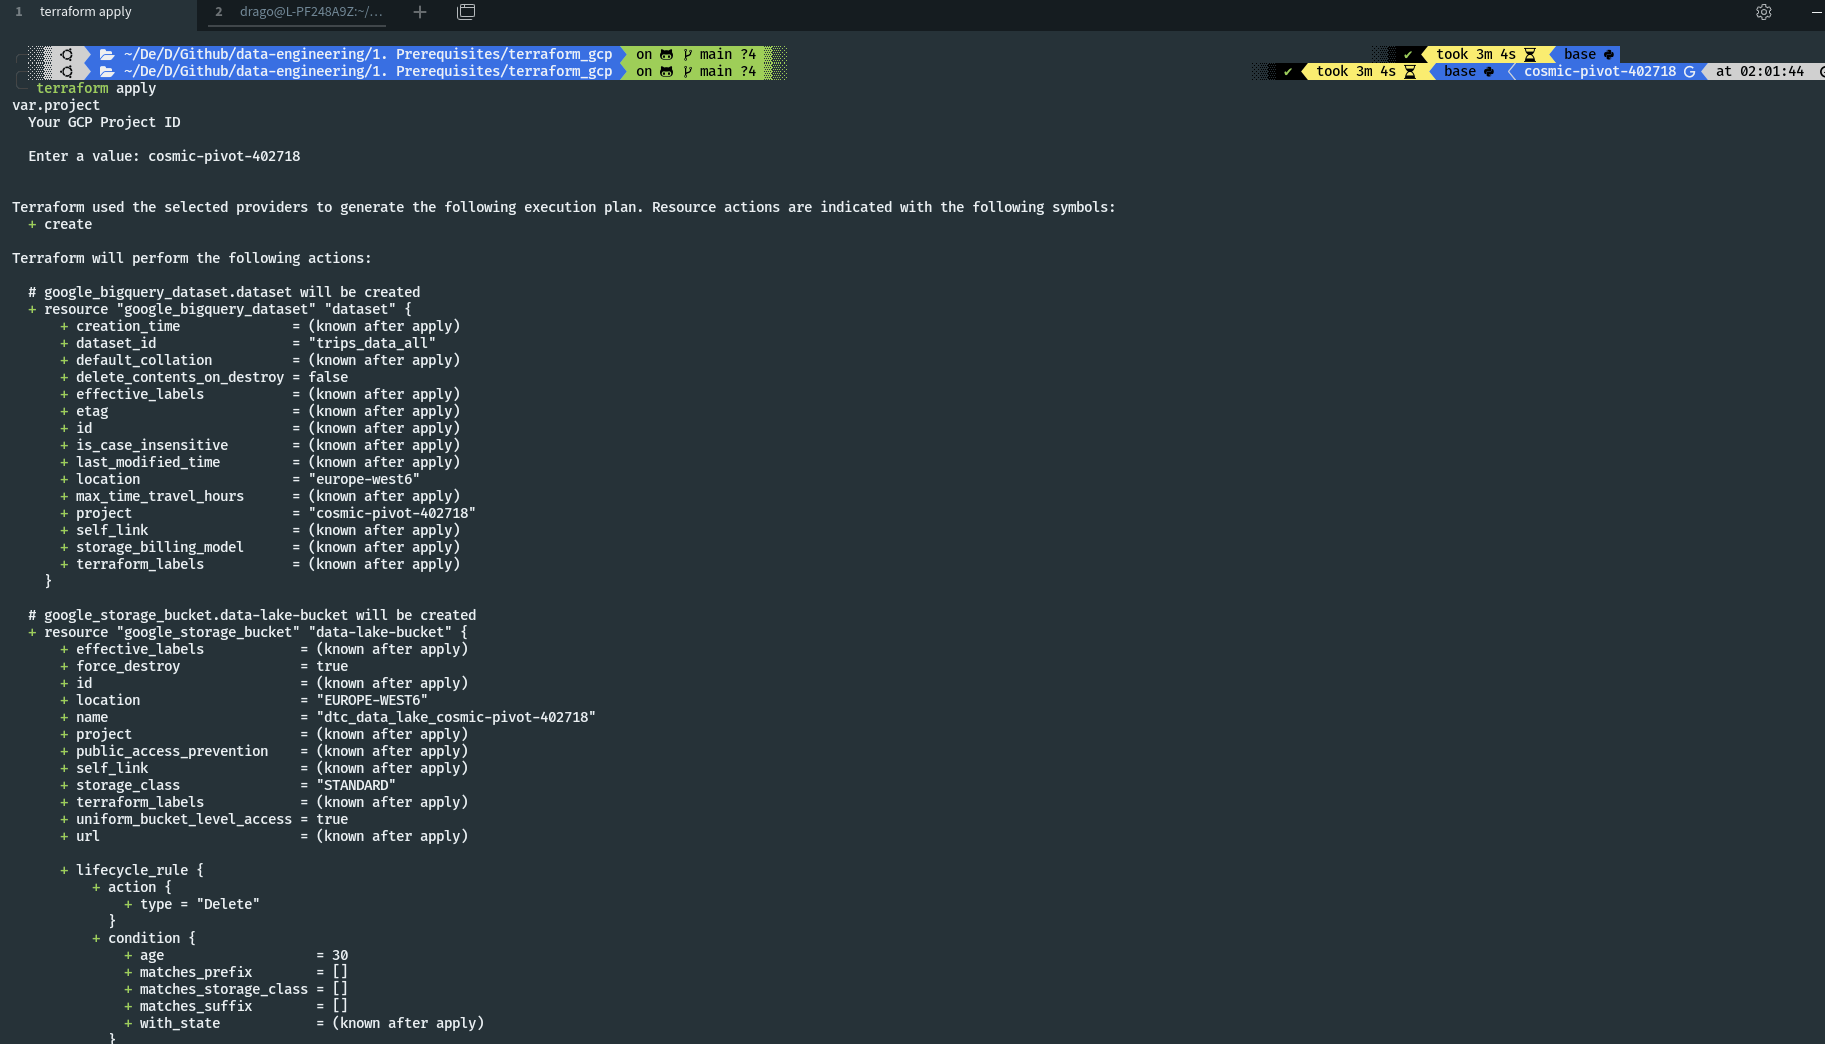 1 terraform apply 2 drago@L-PF248A9Z:~/...
~/De/D/Github/data-engineering/1. Prerequisites/terraform_gcp on main ?4 ✔ took 3m 4s base
~/De/D/Github/data-engineering/1. Prerequisites/terraform_gcp on main ?4 ✔ took 3m 4s base cosmic-pivot-402718 G at 02:01:44
terraform apply
var.project
  Your GCP Project ID

  Enter a value: cosmic-pivot-402718

Terraform used the selected providers to generate the following execution plan. Resource actions are indicated with the following symbols:
  + create

Terraform will perform the following actions:

  # google_bigquery_dataset.dataset will be created
  + resource "google_bigquery_dataset" "dataset" {
      + creation_time              = (known after apply)
      + dataset_id                 = "trips_data_all"
      + default_collation          = (known after apply)
      + delete_contents_on_destroy = false
      + effective_labels           = (known after apply)
      + etag                       = (known after apply)
      + id                         = (known after apply)
      + is_case_insensitive        = (known after apply)
      + last_modified_time         = (known after apply)
      + location                   = "europe-west6"
      + max_time_travel_hours      = (known after apply)
      + project                    = "cosmic-pivot-402718"
      + self_link                  = (known after apply)
      + storage_billing_model      = (known after apply)
      + terraform_labels           = (known after apply)
    }

  # google_storage_bucket.data-lake-bucket will be created
  + resource "google_storage_bucket" "data-lake-bucket" {
      + effective_labels            = (known after apply)
      + force_destroy               = true
      + id                          = (known after apply)
      + location                    = "EUROPE-WEST6"
      + name                        = "dtc_data_lake_cosmic-pivot-402718"
      + project                     = (known after apply)
      + public_access_prevention    = (known after apply)
      + self_link                   = (known after apply)
      + storage_class               = "STANDARD"
      + terraform_labels            = (known after apply)
      + uniform_bucket_level_access = true
      + url                         = (known after apply)

      + lifecycle_rule {
          + action {
              + type = "Delete"
            }
          + condition {
              + age                   = 30
              + matches_prefix        = []
              + matches_storage_class = []
              + matches_suffix        = []
              + with_state            = (known after apply)
            }